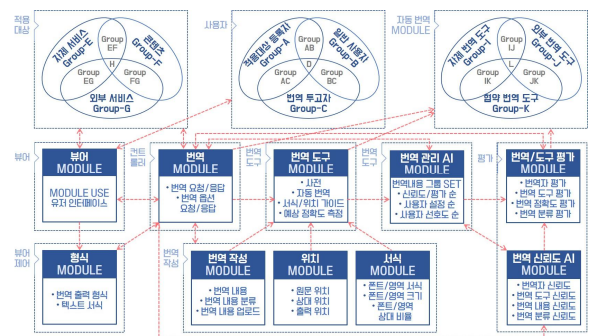 적용
대상
자체 서비스
Group-E
Group
EF
콘텐츠
Group-F
H
Group
EG
Group
FG
외부 서비스
Group-G
사용자
적용대상 등록자
Group-A
Group
AB
일반 사용자
Group-B
D
Group
AC
Group
BC
번역 투고자
Group-C
자동 번역
MODULE
자체 번역 도구
Group-I
Group
IJ
외부 번역 도구
Group-J
L
Group
IK
Group
JK
협약 번역 도구
Group-K
뷰어
뷰어
MODULE
MODULE USE
유저 인터페이스
컨트
롤러
번역
MODULE
• 번역 요청/응답
• 번역 옵션
요청/응답
번역
도구
번역 도구
MODULE
• 사전
• 자동 번역
• 서식/위치 가이드
• 예상 정확도 측정
번역
도구
번역 관리 AI
MODULE
번역내용 그룹 SET
• 신뢰도/평가 순
• 사용자 설정 순
• 사용자 선호도 순
평가
번역/도구 평가
MODULE
• 번역자 평가
• 번역 도구 평가
• 번역 정확도 평가
• 번역 분류 평가
뷰어
제어
형식
MODULE
• 번역 출력 형식
• 텍스트 서식
번역
작성
번역 작성
MODULE
• 번역 내용
• 번역 내용 분류
• 번역 내용 업로드
위치
MODULE
• 원문 위치
• 상대 위치
• 출력 위치
서식
MODULE
• 폰트/영역 서식
• 폰트/영역 크기
• 폰트/영역
상대 비율
번역 신뢰도 AI
MODULE
• 번역자 신뢰도
• 번역 도구 신뢰도
• 번역 내용 신뢰도
• 번역 분류 신뢰도